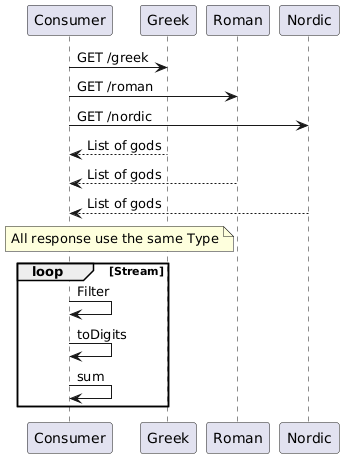 Consumer Greek Roman Nordic
GET /greek
GET /roman
GET /nordic
List of gods
List of gods
List of gods
All response use the same Type
loop [Stream]
Filter
toDigits
sum
Consumer Greek Roman Nordic